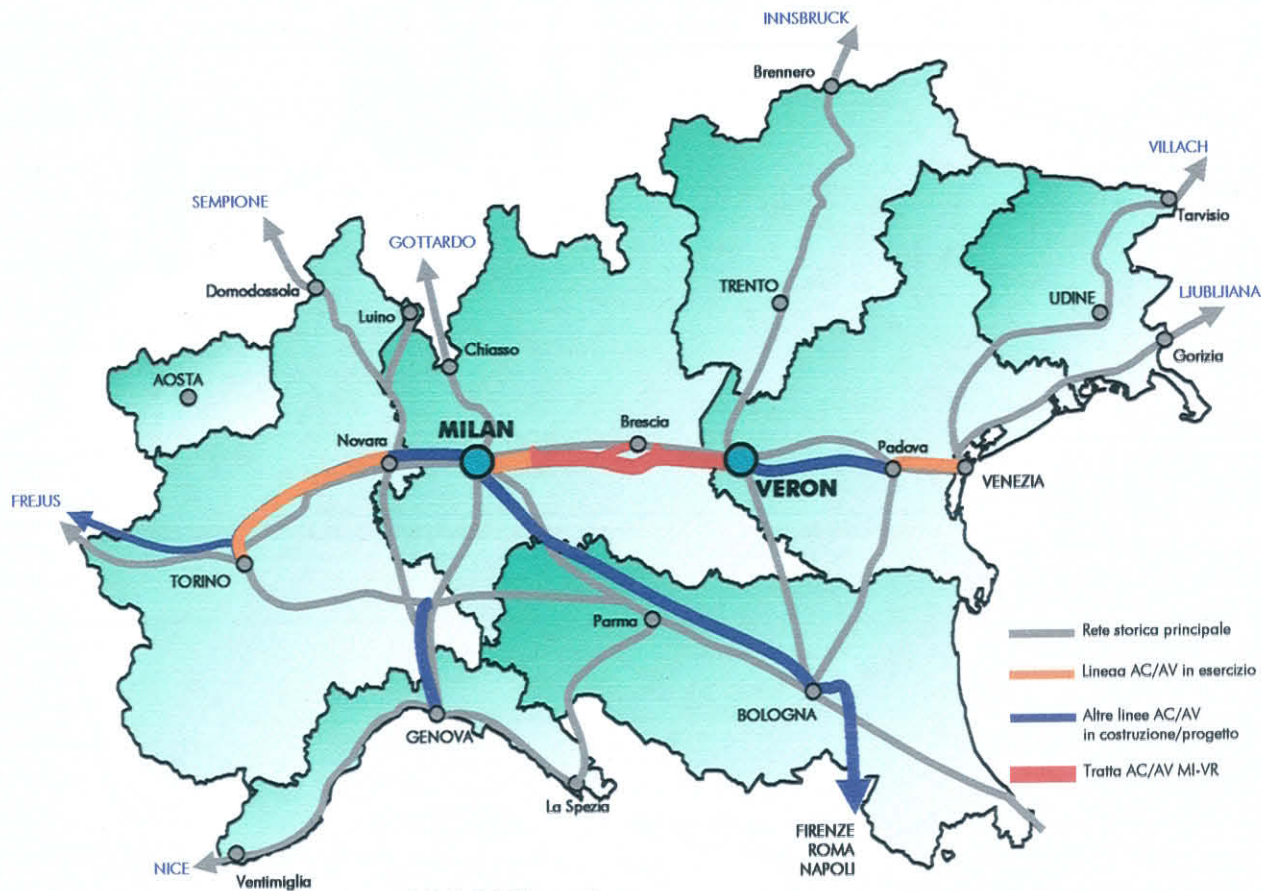 INNSBRUCK
Brennero
VILLACH
SEMPIONE
Tarvisio
GOTTARDO
Domodossola
TRENTO
UDINE
LJUBLJIANA
Luino
Chiasso
Gorizia
AOSTA
Novara
MILAN
Brescia
Padova
VERON
VENEZIA
FREJUS
TORINO
Parma
Rete storica principale
Lineaa AC/AV in esercizio
BOLOGNA
Altre linee AC/AV
in costruzione/progetto
GENOVA
Tratta AC/AV MI-VR
La Spezia
FIRENZE
ROMA
NAPOLI
NICE
Ventimiglia